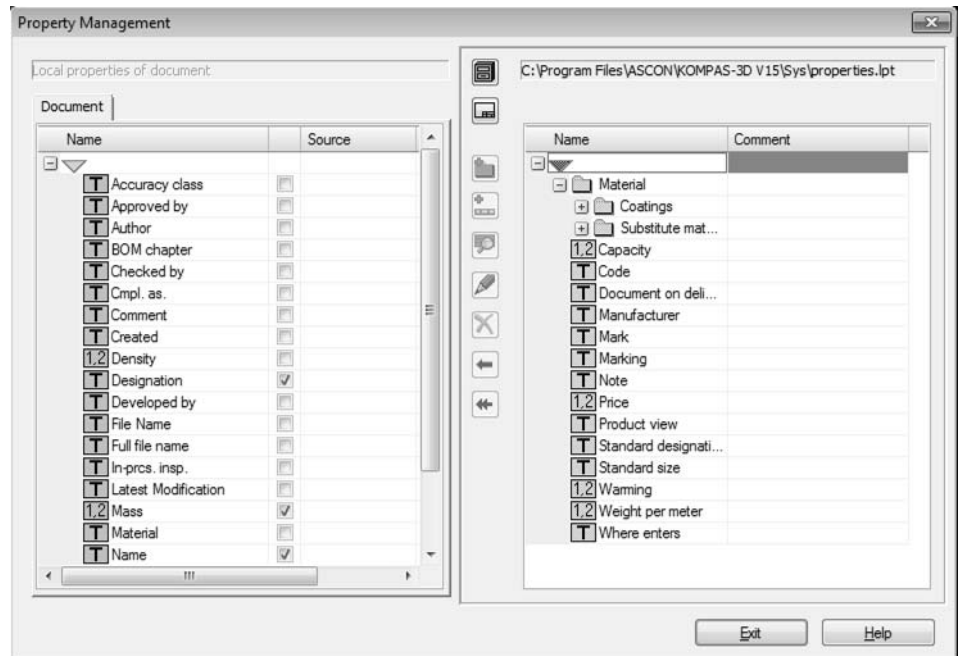 Property Management
Local properties of document
Document
Name Source
T Accuracy class
T Approved by
T Author
T BOM chapter
T Checked by
T Cmpl. as.
T Comment
T Created
1,2 Density
T Designation
T Developed by
T File Name
T Full file name
T In-prcs. insp.
T Latest Modification
1,2 Mass
T Material
T Name
C:\Program Files\ASCON\KOMPAS-3D V15\Sys\properties.lpt
Name Comment
Material
Coatings
Substitute mat...
1,2 Capacity
T Code
T Document on deli...
T Manufacturer
T Mark
T Marking
T Note
1,2 Price
T Product view
T Standard designati...
T Standard size
1,2 Warming
1,2 Weight per meter
T Where enters
Exit Help